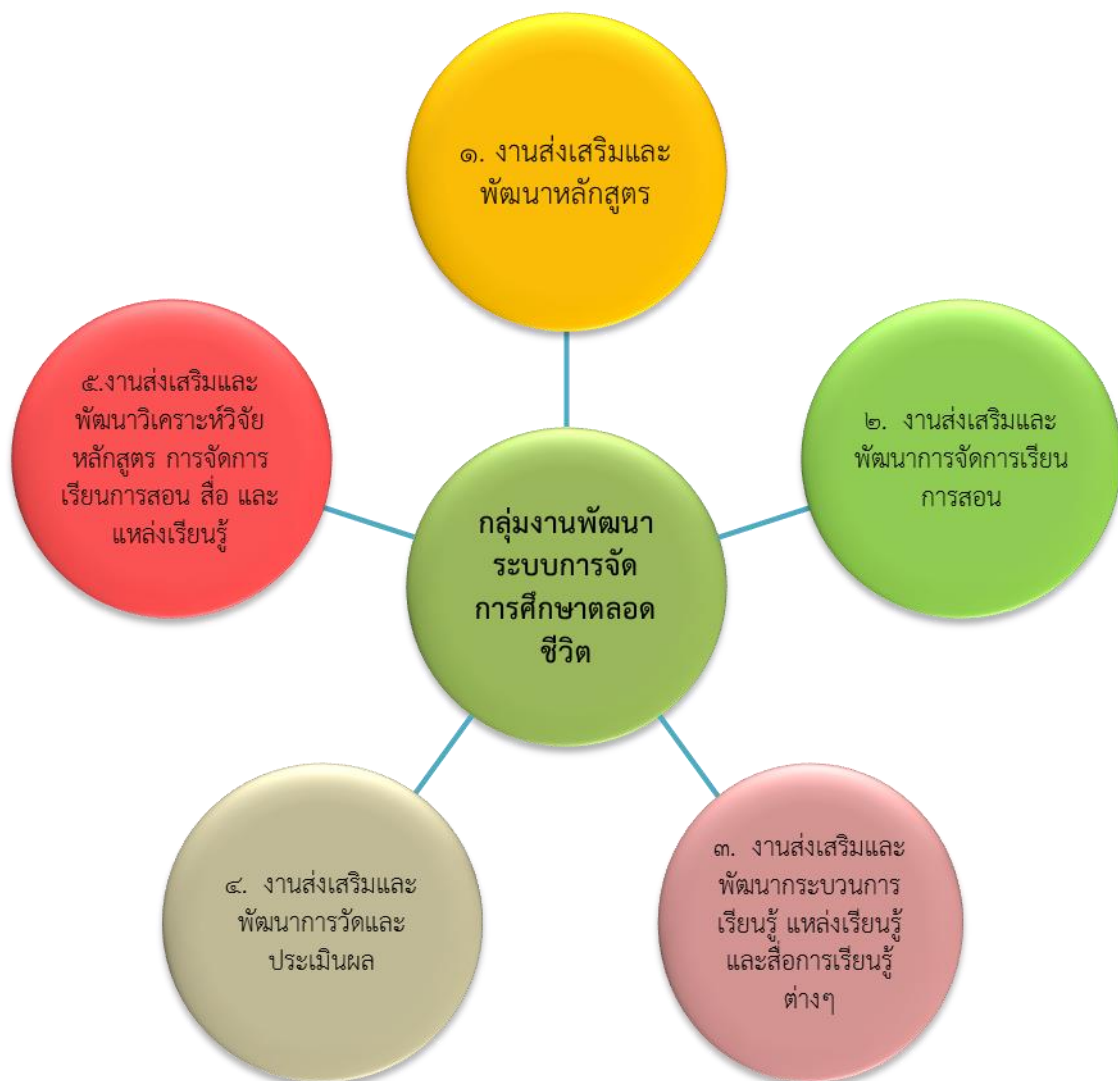 ๑. งานส่งเสริมและ
พัฒนาหลักสูตร
๒. งานส่งเสริมและ
พัฒนาการจัดการเรียน
การสอน
๓. งานส่งเสริมและ
พัฒนากระบวนการ
เรียนรู้ แหล่งเรียนรู้
และสื่อการเรียนรู้
ต่างๆ
๔. งานส่งเสริมและ
พัฒนาการวัดและ
ประเมินผล
๕.งานส่งเสริมและ
พัฒนาวิเคราะห์วิจัย
หลักสูตร การจัดการ
เรียนการสอน สื่อ และ
แหล่งเรียนรู้
กลุ่มงานพัฒนา
ระบบการจัด
การศึกษาตลอด
ชีวิต